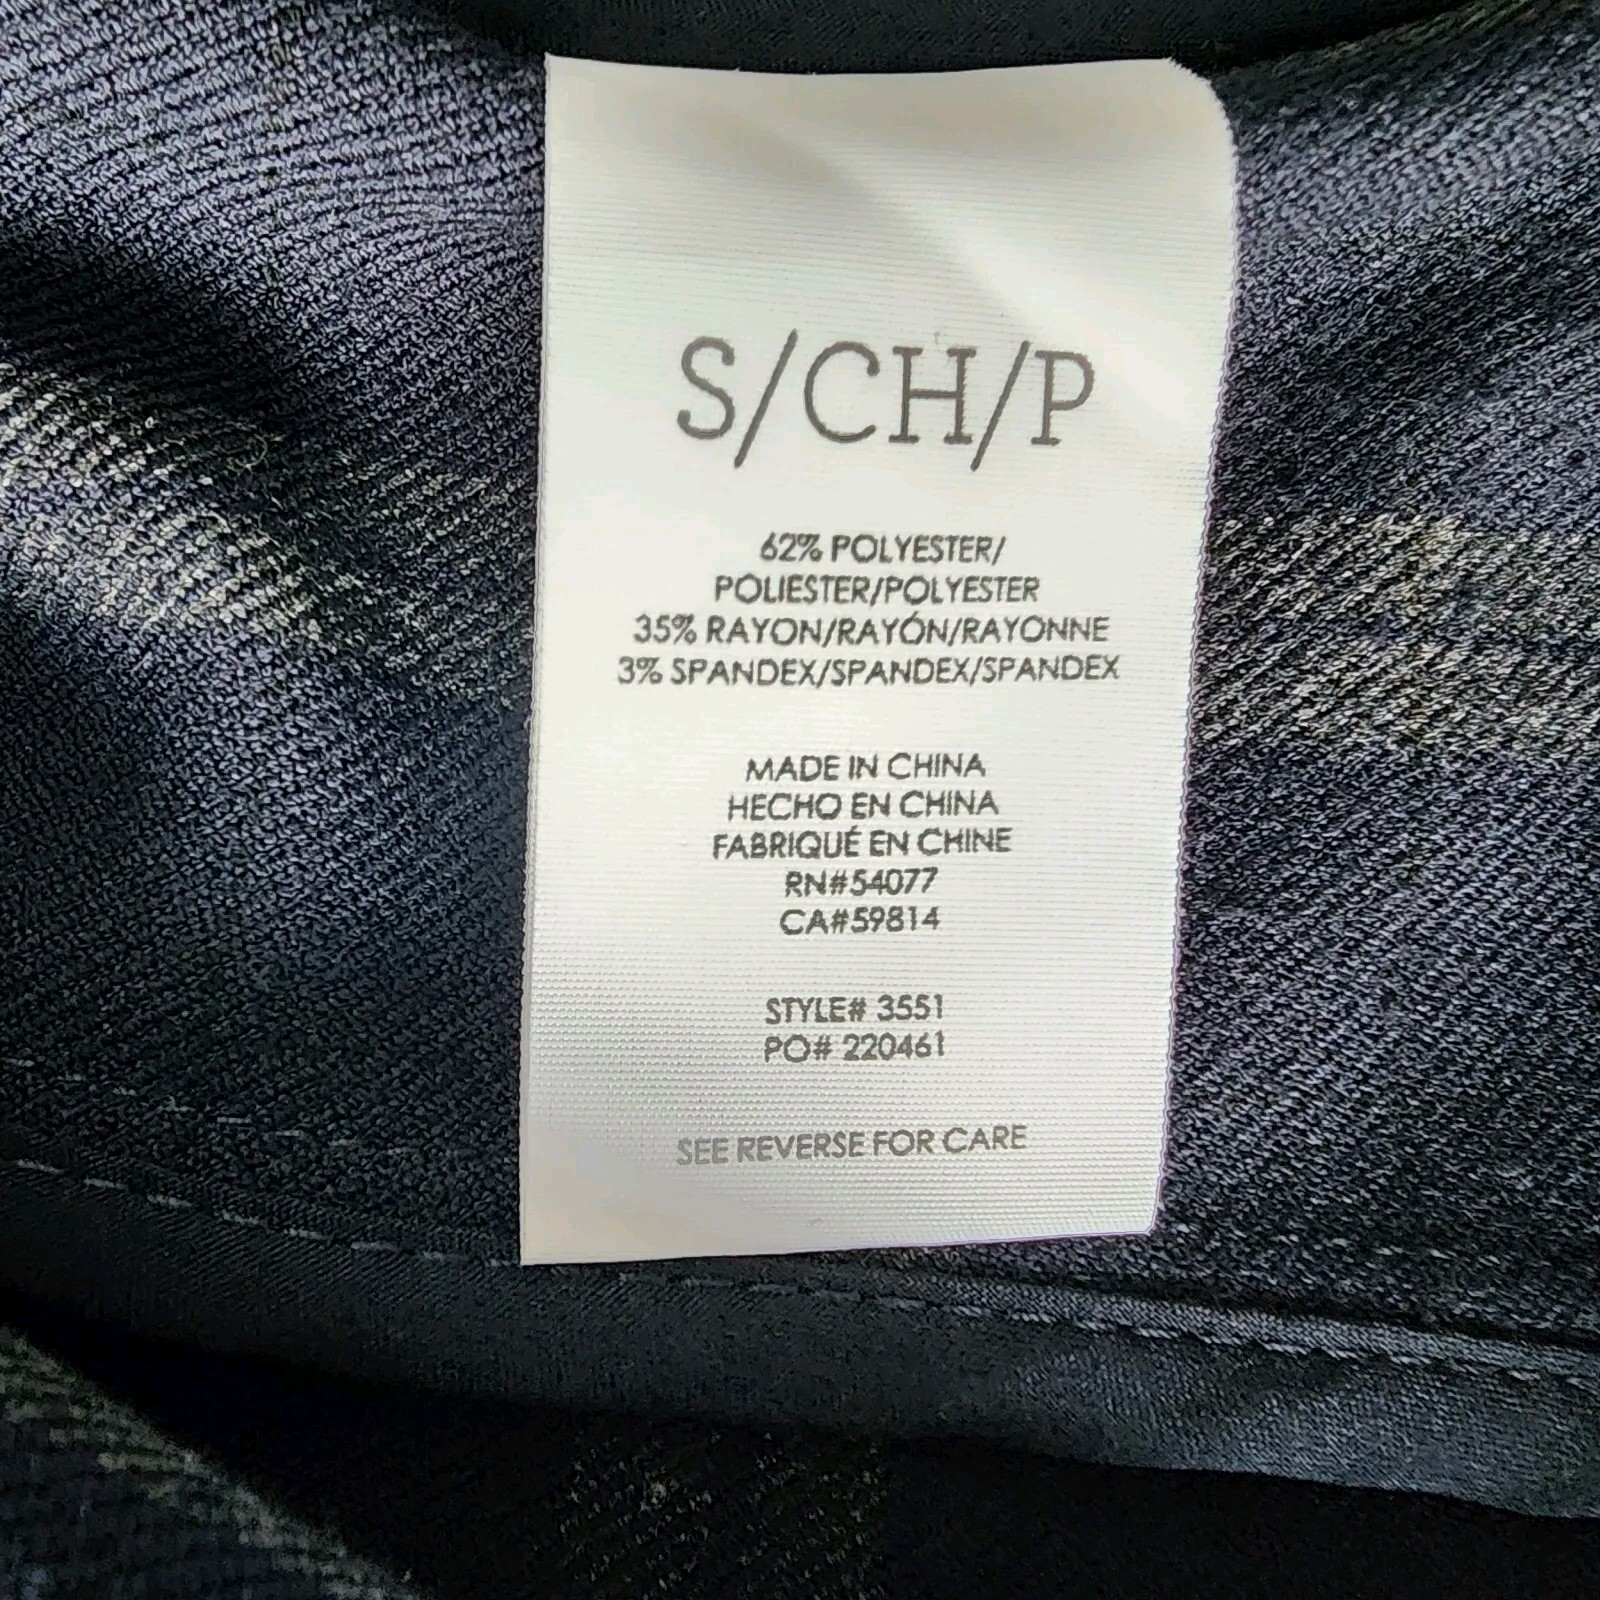 S/CH/P
62% POLYESTER/
POLIESTER/POLYESTER
35% RAYON/RAYÓN/RAYONNE
3% SPANDEX/SPANDEX/SPANDEX
MADE IN CHINA
HECHO EN CHINA
FABRIQUÉ EN CHINE
RN#54077
CA#59814
STYLE# 3551
PO# 220461
SEE REVERSE FOR CARE